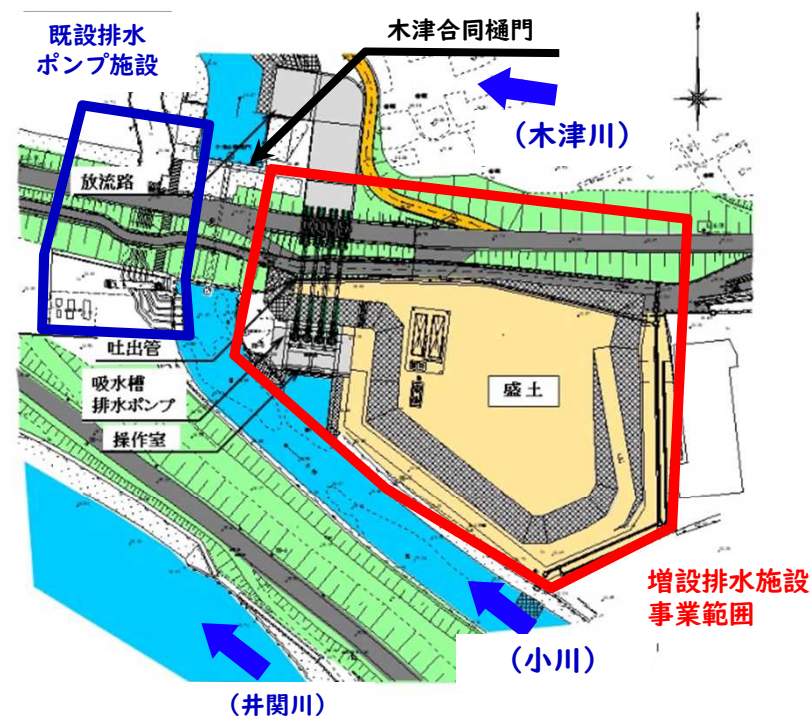 既設排水
ポンプ施設
木津合同樋門
（木津川）
放流路
吐出管
吸水槽
排水ポンプ
操作室
盛土
増設排水施設
事業範囲
（小川）
（井関川）